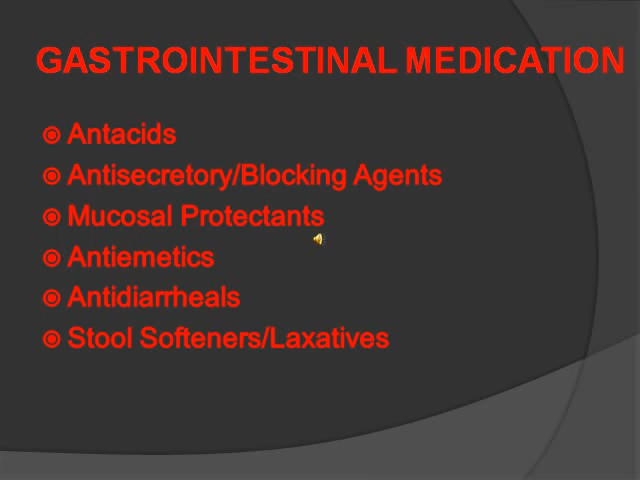 GASTROINTESTINAL MEDICATION
Antacids
Antisecretory/Blocking Agents
Mucosal Protectants
Antiemetics
Antidiarrheals
Stool Softeners/Laxatives